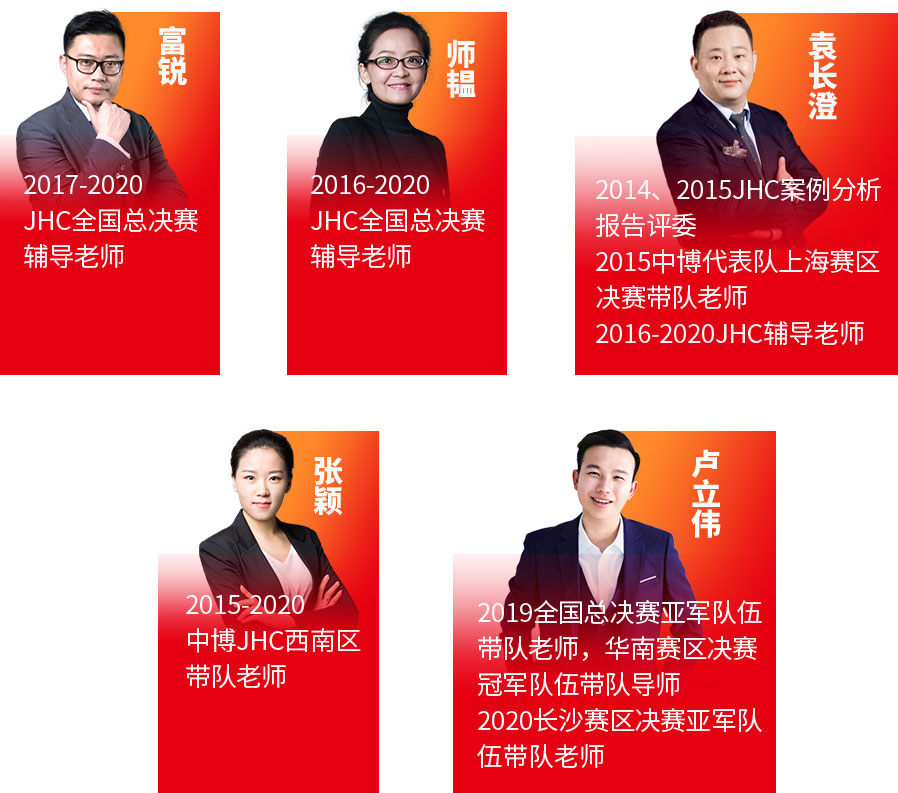 富锐
2017-2020
JHC全国总决赛
辅导老师
师韫
2016-2020
JHC全国总决赛
辅导老师
袁长澄
2014、2015JHC案例分析
报告评委
2015中博代表队上海赛区
决赛带队老师
2016-2020JHC辅导老师
张颖
2015-2020
中博JHC西南区
带队老师
卢立伟
2019全国总决赛亚军队伍
带队老师，华南赛区决赛
冠军队伍带队导师
2020长沙赛区决赛亚军队
伍带队老师